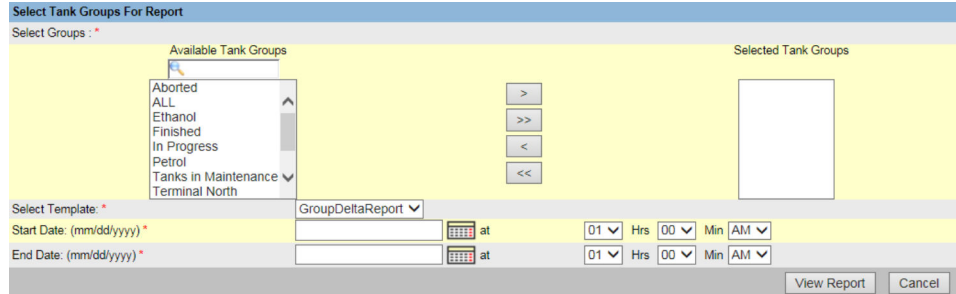 Select Tank Groups For Report
Select Groups : *
Available Tank Groups
Selected Tank Groups
Aborted
ALL
Ethanol
Finished
In Progress
Petrol
Tanks in Maintenance
Terminal North
>
>>
<
<<
Select Template: * GroupDeltaReport
Start Date: (mm/dd/yyyy) * at 01 Hrs 00 Min AM
End Date: (mm/dd/yyyy) * at 01 Hrs 00 Min AM
View Report Cancel